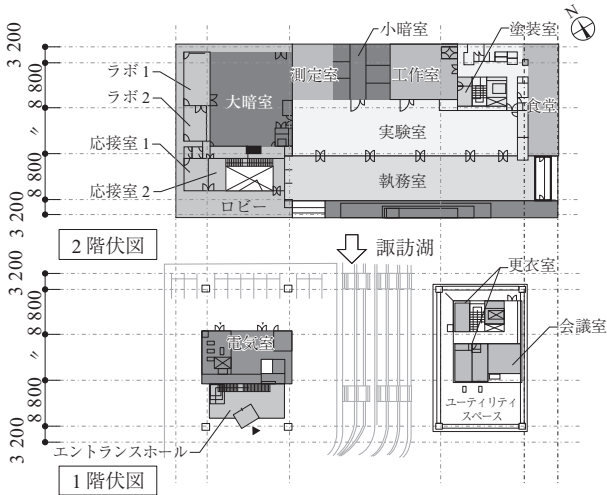 N
小暗室
塗装室
ラボ 1
ラボ 2
応接室 1
応接室 2
大暗室
測定室
工作室
食堂
実験室
執務室
ロビー
3 200
8 800
〃
8 800
3 200
2 階伏図
諏訪湖
更衣室
会議室
電気室
ユーティリティ
スペース
エントランスホール
3 200
8 800
〃
8 800
3 200
1 階伏図